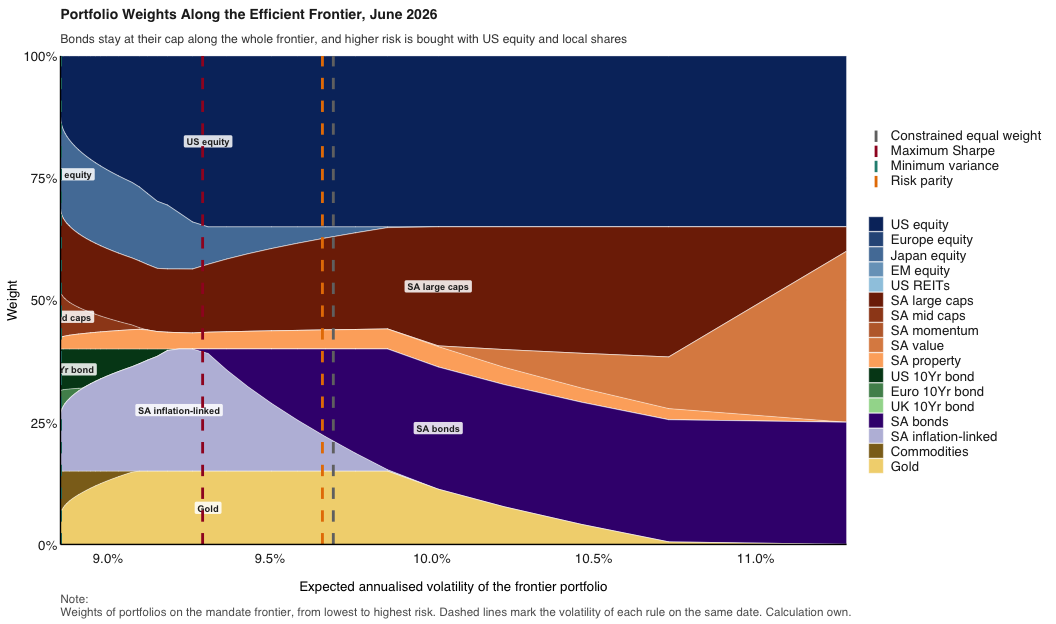 Portfolio Weights Along the Efficient Frontier, June 2026
Bonds stay at their cap along the whole frontier, and higher risk is bought with US equity and local shares
100%
75%
50%
25%
0%
Weight
US equity
equity
SA large caps
d caps
Yr bond
SA inflation-linked
SA bonds
Gold
9.0%
9.5%
10.0%
10.5%
11.0%
Expected annualised volatility of the frontier portfolio
Constrained equal weight
Maximum Sharpe
Minimum variance
Risk parity
US equity
Europe equity
Japan equity
EM equity
US REITs
SA large caps
SA mid caps
SA momentum
SA value
SA property
US 10Yr bond
Euro 10Yr bond
UK 10Yr bond
SA bonds
SA inflation-linked
Commodities
Gold
Note:
Weights of portfolios on the mandate frontier, from lowest to highest risk. Dashed lines mark the volatility of each rule on the same date. Calculation own.